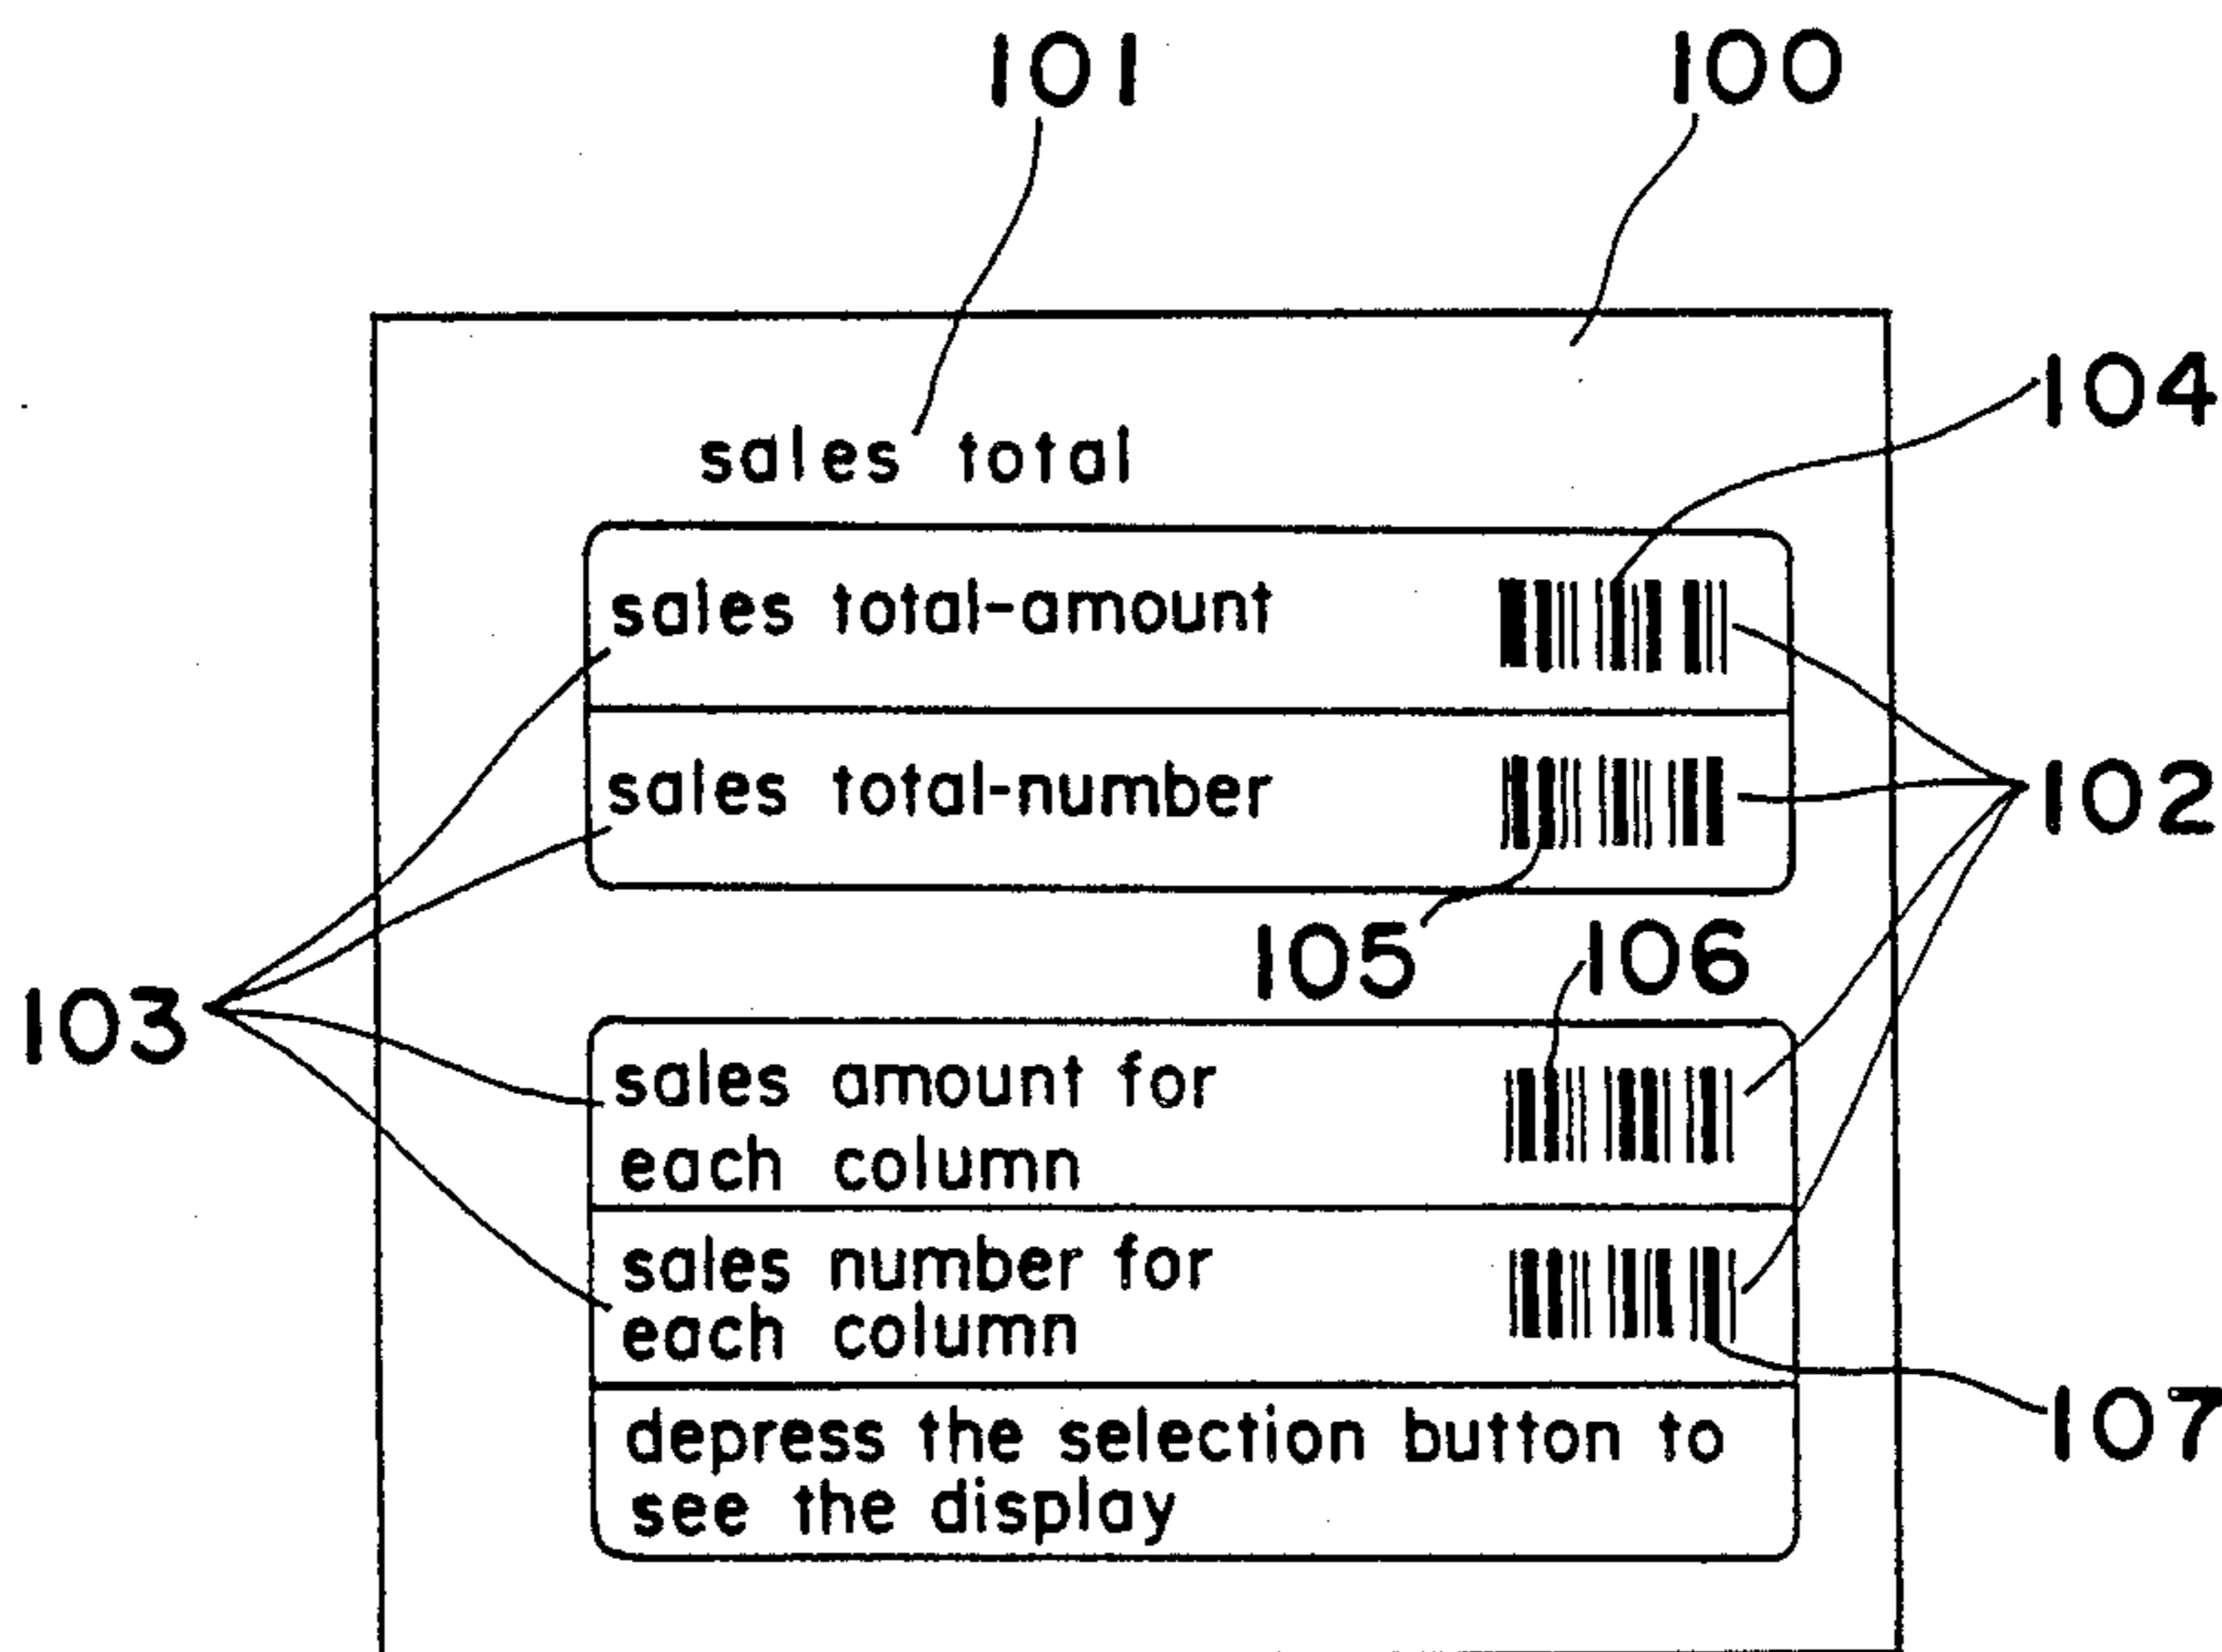 101
100
104
sales total
sales total-amount
sales total-number
102
105
106
103
sales amount for
each column
sales number for
each column
107
depress the selection button to
see the display